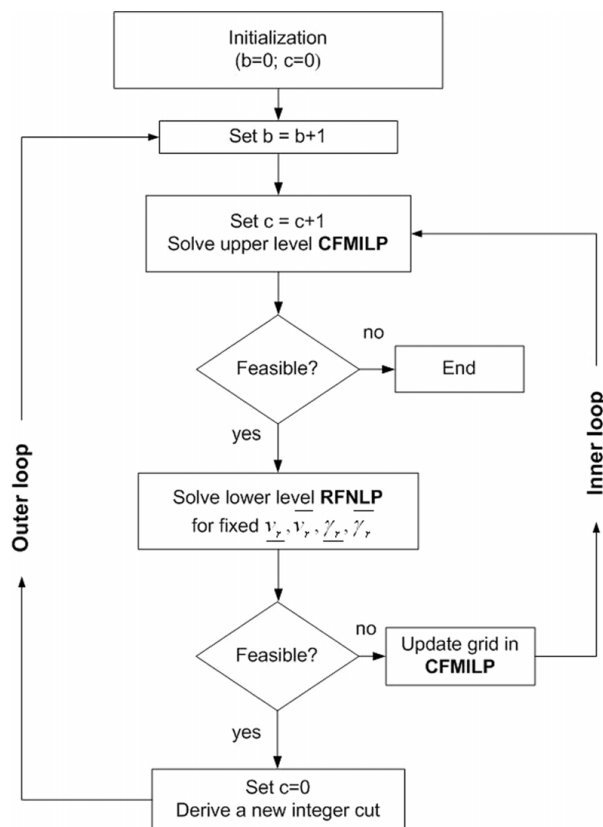 Initialization
(b=0; c=0)
Set b = b+1
Set c = c+1
Solve upper level CFMILP
Feasible?
no
End
yes
Solve lower level RFNLP
for fixed v̲ᵣ, v̅ᵣ, γ̲ᵣ, γ̅ᵣ
Feasible?
no
Update grid in
CFMILP
yes
Set c=0
Derive a new integer cut
Outer loop
Inner loop